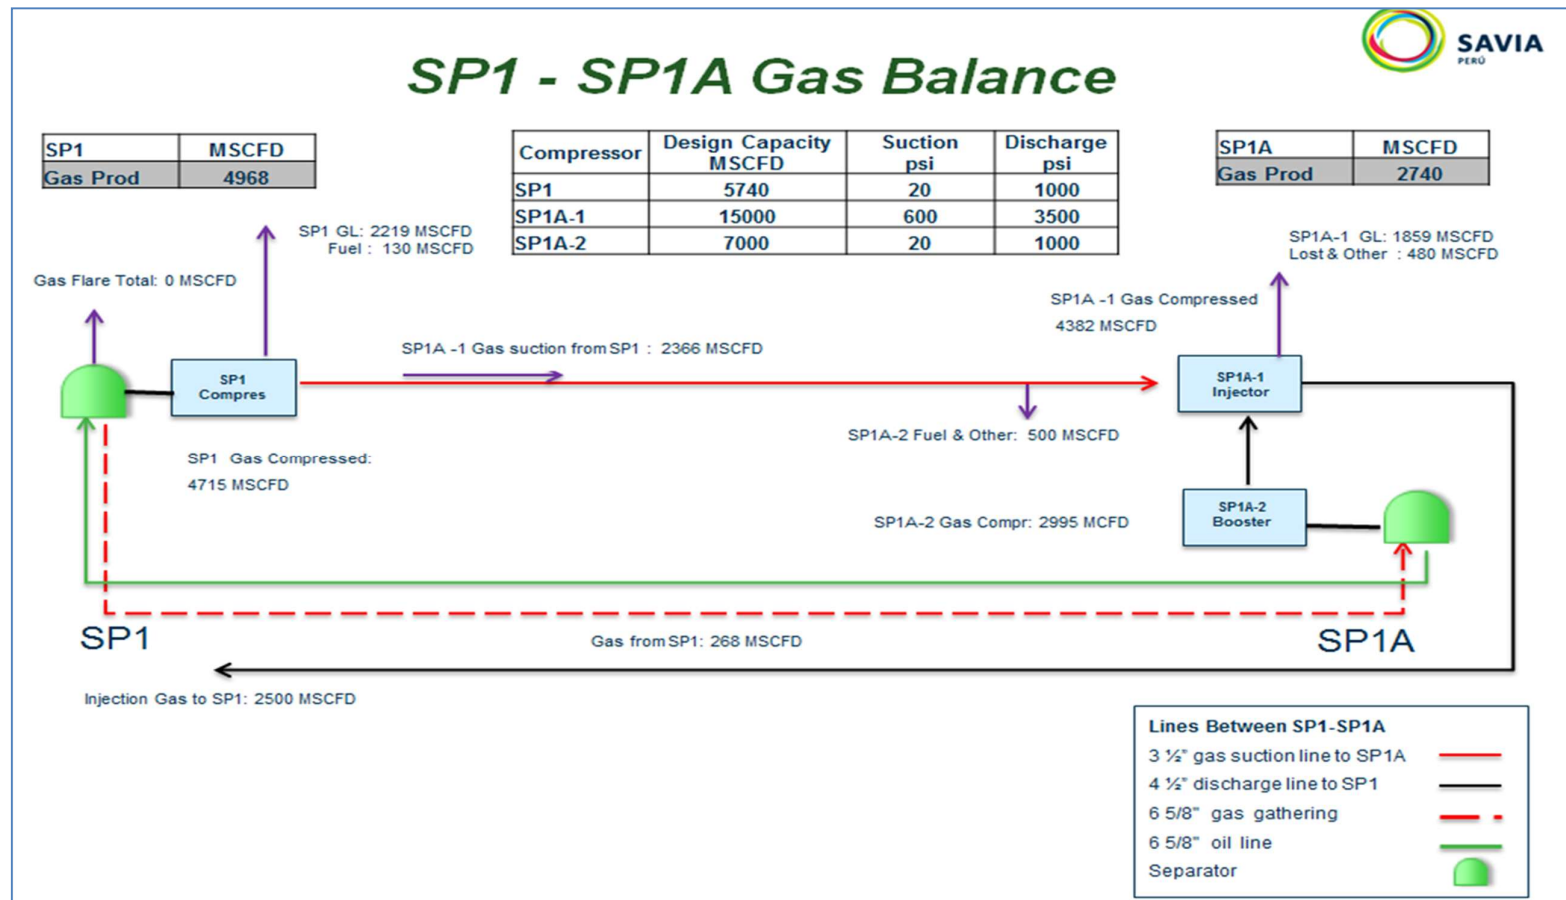 SAVIA
PERÚ
SP1 - SP1A Gas Balance
SP1 MSCFD
Gas Prod 4968
Compressor Design Capacity MSCFD Suction psi Discharge psi
SP1 5740 20 1000
SP1A-1 15000 600 3500
SP1A-2 7000 20 1000
SP1A MSCFD
Gas Prod 2740
SP1 GL: 2219 MSCFD
Fuel : 130 MSCFD
SP1A-1 GL: 1859 MSCFD
Lost & Other : 480 MSCFD
Gas Flare Total: 0 MSCFD
SP1A -1 Gas Compressed
4382 MSCFD
SP1A -1 Gas suction from SP1 : 2366 MSCFD
SP1
Compres
SP1A-1
Injector
SP1A-2 Fuel & Other: 500 MSCFD
SP1 Gas Compressed:
4715 MSCFD
SP1A-2 Gas Compr: 2995 MCFD
SP1A-2
Booster
SP1
Gas from SP1: 268 MSCFD
SP1A
Injection Gas to SP1: 2500 MSCFD
Lines Between SP1-SP1A
3 ½" gas suction line to SP1A
4 ½" discharge line to SP1
6 5/8" gas gathering
6 5/8" oil line
Separator